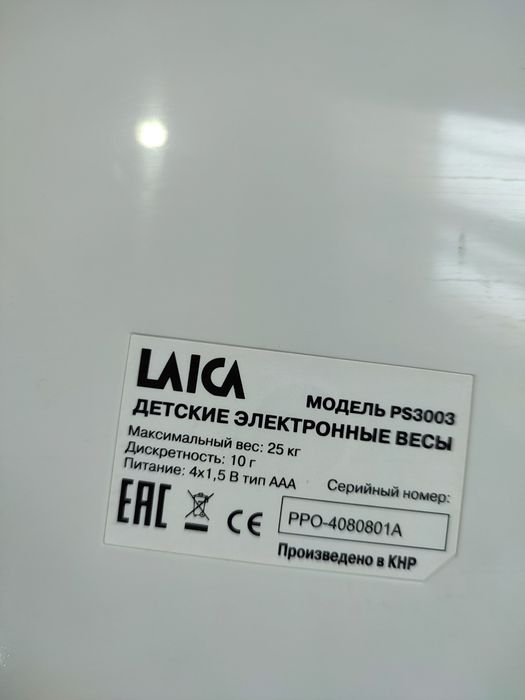 LAICA
МОДЕЛЬ PS3003
ДЕТСКИЕ ЭЛЕКТРОННЫЕ ВЕСЫ
Максимальный вес: 25 кг
Дискретность: 10 г
Питание: 4x1,5 В тип ААА
Серийный номер:
EAC
CE
PPO-4080801A
Произведено в КНР